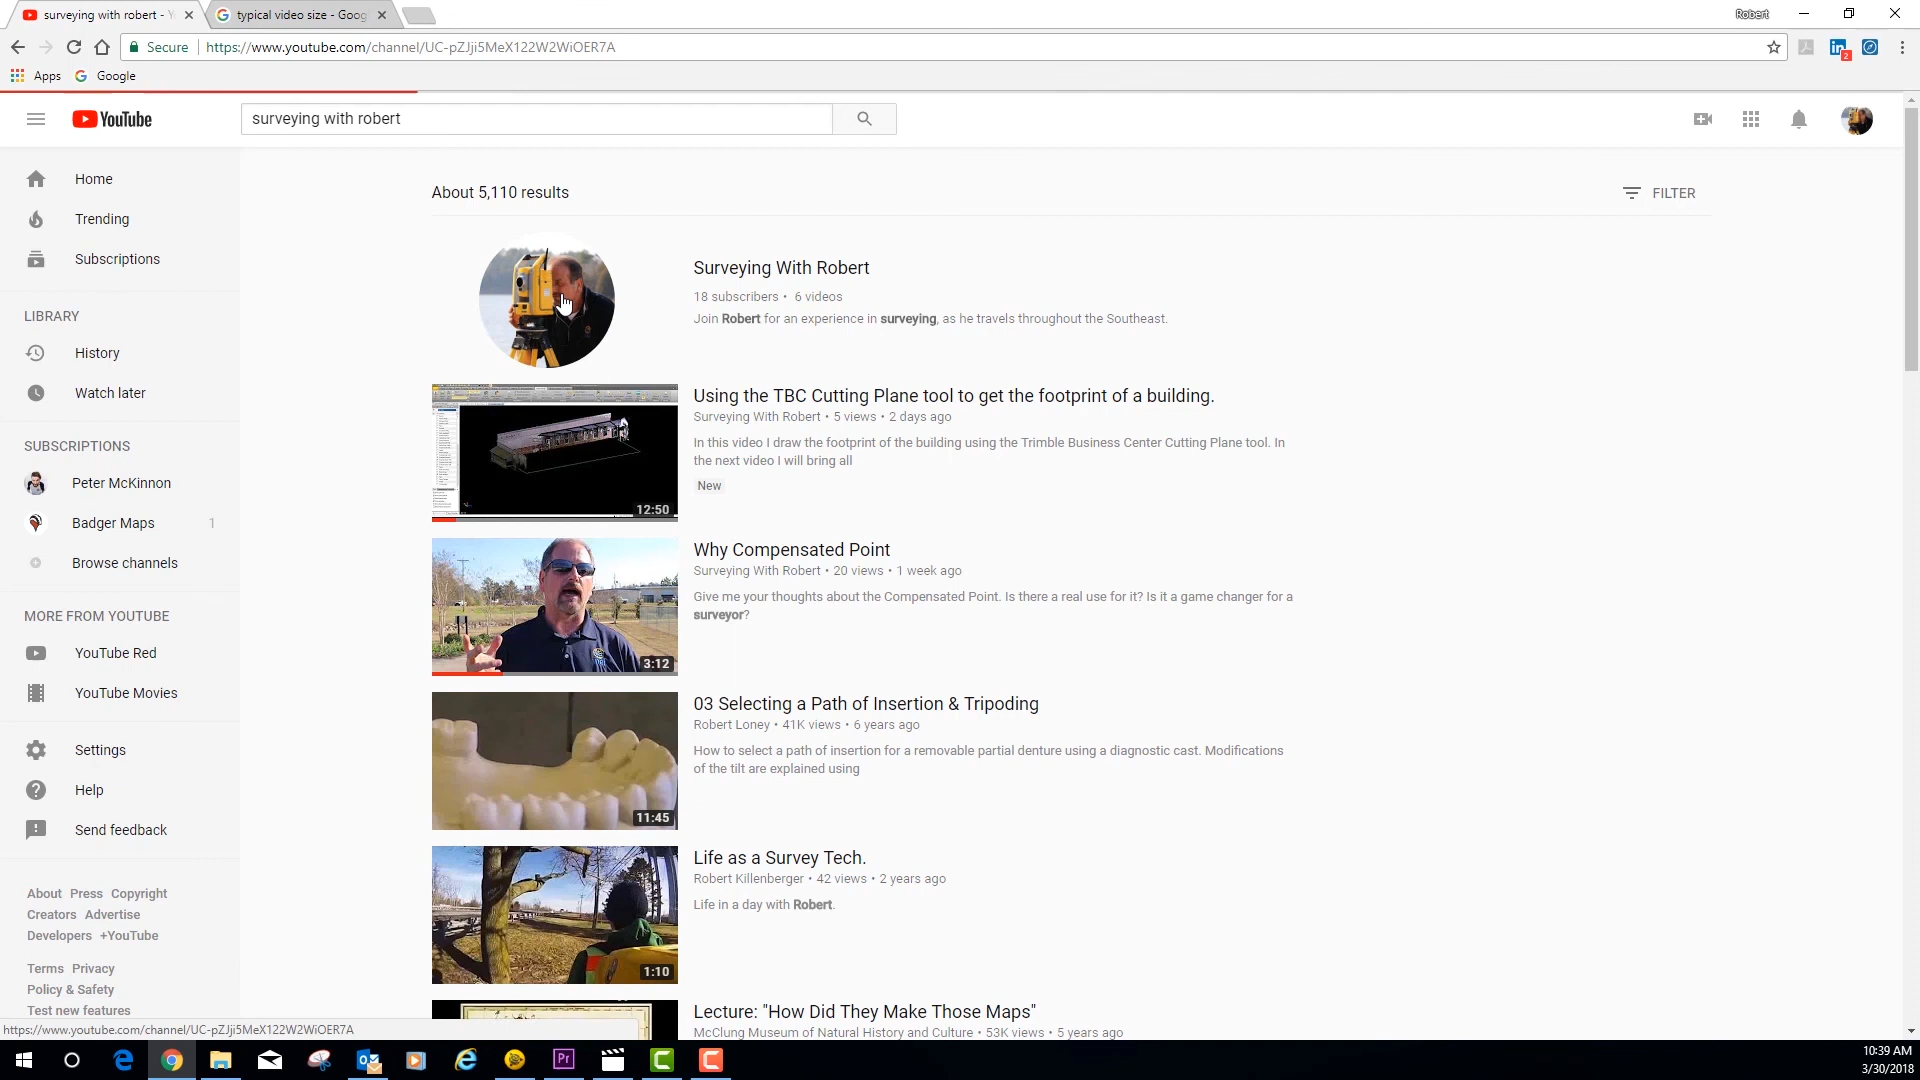 surveying with robert - Y
typical video size - Goog
Robert
Secure
https://www.youtube.com/channel/UC-pZJji5MeX122W2WiOER7A
2
Apps
Google
YouTube
surveying with robert
Home
Trending
Subscriptions
LIBRARY
History
Watch later
SUBSCRIPTIONS
Peter McKinnon
Badger Maps 1
Browse channels
MORE FROM YOUTUBE
YouTube Red
YouTube Movies
Settings
Help
Send feedback
About Press Copyright
Creators Advertise
Developers +YouTube
Terms Privacy
Policy & Safety
Test new features
About 5,110 results
FILTER
Surveying With Robert
18 subscribers • 6 videos
Join Robert for an experience in surveying, as he travels throughout the Southeast.
12:50
Using the TBC Cutting Plane tool to get the footprint of a building.
Surveying With Robert • 5 views • 2 days ago
In this video I draw the footprint of the building using the Trimble Business Center Cutting Plane tool. In
the next video I will bring all
New
3:12
Why Compensated Point
Surveying With Robert • 20 views • 1 week ago
Give me your thoughts about the Compensated Point. Is there a real use for it? Is it a game changer for a
surveyor?
11:45
03 Selecting a Path of Insertion & Tripoding
Robert Loney • 41K views • 6 years ago
How to select a path of insertion for a removable partial denture using a diagnostic cast. Modifications
of the tilt are explained using
1:10
Life as a Survey Tech.
Robert Killenberger • 42 views • 2 years ago
Life in a day with Robert.
Lecture: "How Did They Make Those Maps"
McClung Museum of Natural History and Culture • 53K views • 5 years ago
https://www.youtube.com/channel/UC-pZJji5MeX122W2WiOER7A
Pr
10:39 AM
3/30/2018